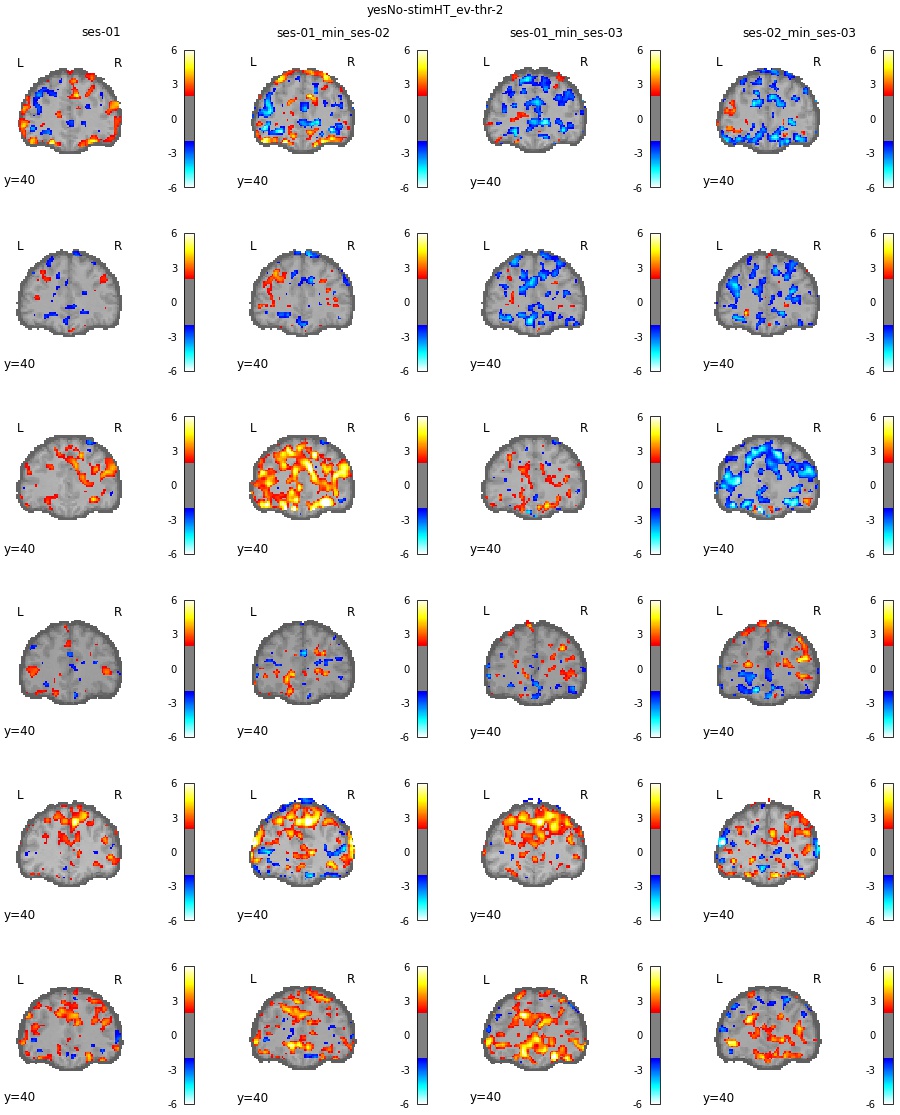 yesNo-stimHT_ev-thr-2
ses-01 ses-01_min_ses-02 ses-01_min_ses-03 ses-02_min_ses-03
6 6 6 6
L R L R L R L R
3 3 3 3
0 0 0 0
-3 -3 -3 -3
y=40 y=40 y=40 y=40
-6 -6 -6 -6
6 6 6 6
L R L R L R L R
3 3 3 3
0 0 0 0
-3 -3 -3 -3
y=40 y=40 y=40 y=40
-6 -6 -6 -6
6 6 6 6
L R L R L R L R
3 3 3 3
0 0 0 0
-3 -3 -3 -3
y=40 y=40 y=40 y=40
-6 -6 -6 -6
6 6 6 6
L R L R L R L R
3 3 3 3
0 0 0 0
-3 -3 -3 -3
y=40 y=40 y=40 y=40
-6 -6 -6 -6
6 6 6 6
L R L R L R L R
3 3 3 3
0 0 0 0
-3 -3 -3 -3
y=40 y=40 y=40 y=40
-6 -6 -6 -6
6 6 6 6
L R L R L R L R
3 3 3 3
0 0 0 0
-3 -3 -3 -3
y=40 y=40 y=40 y=40
-6 -6 -6 -6